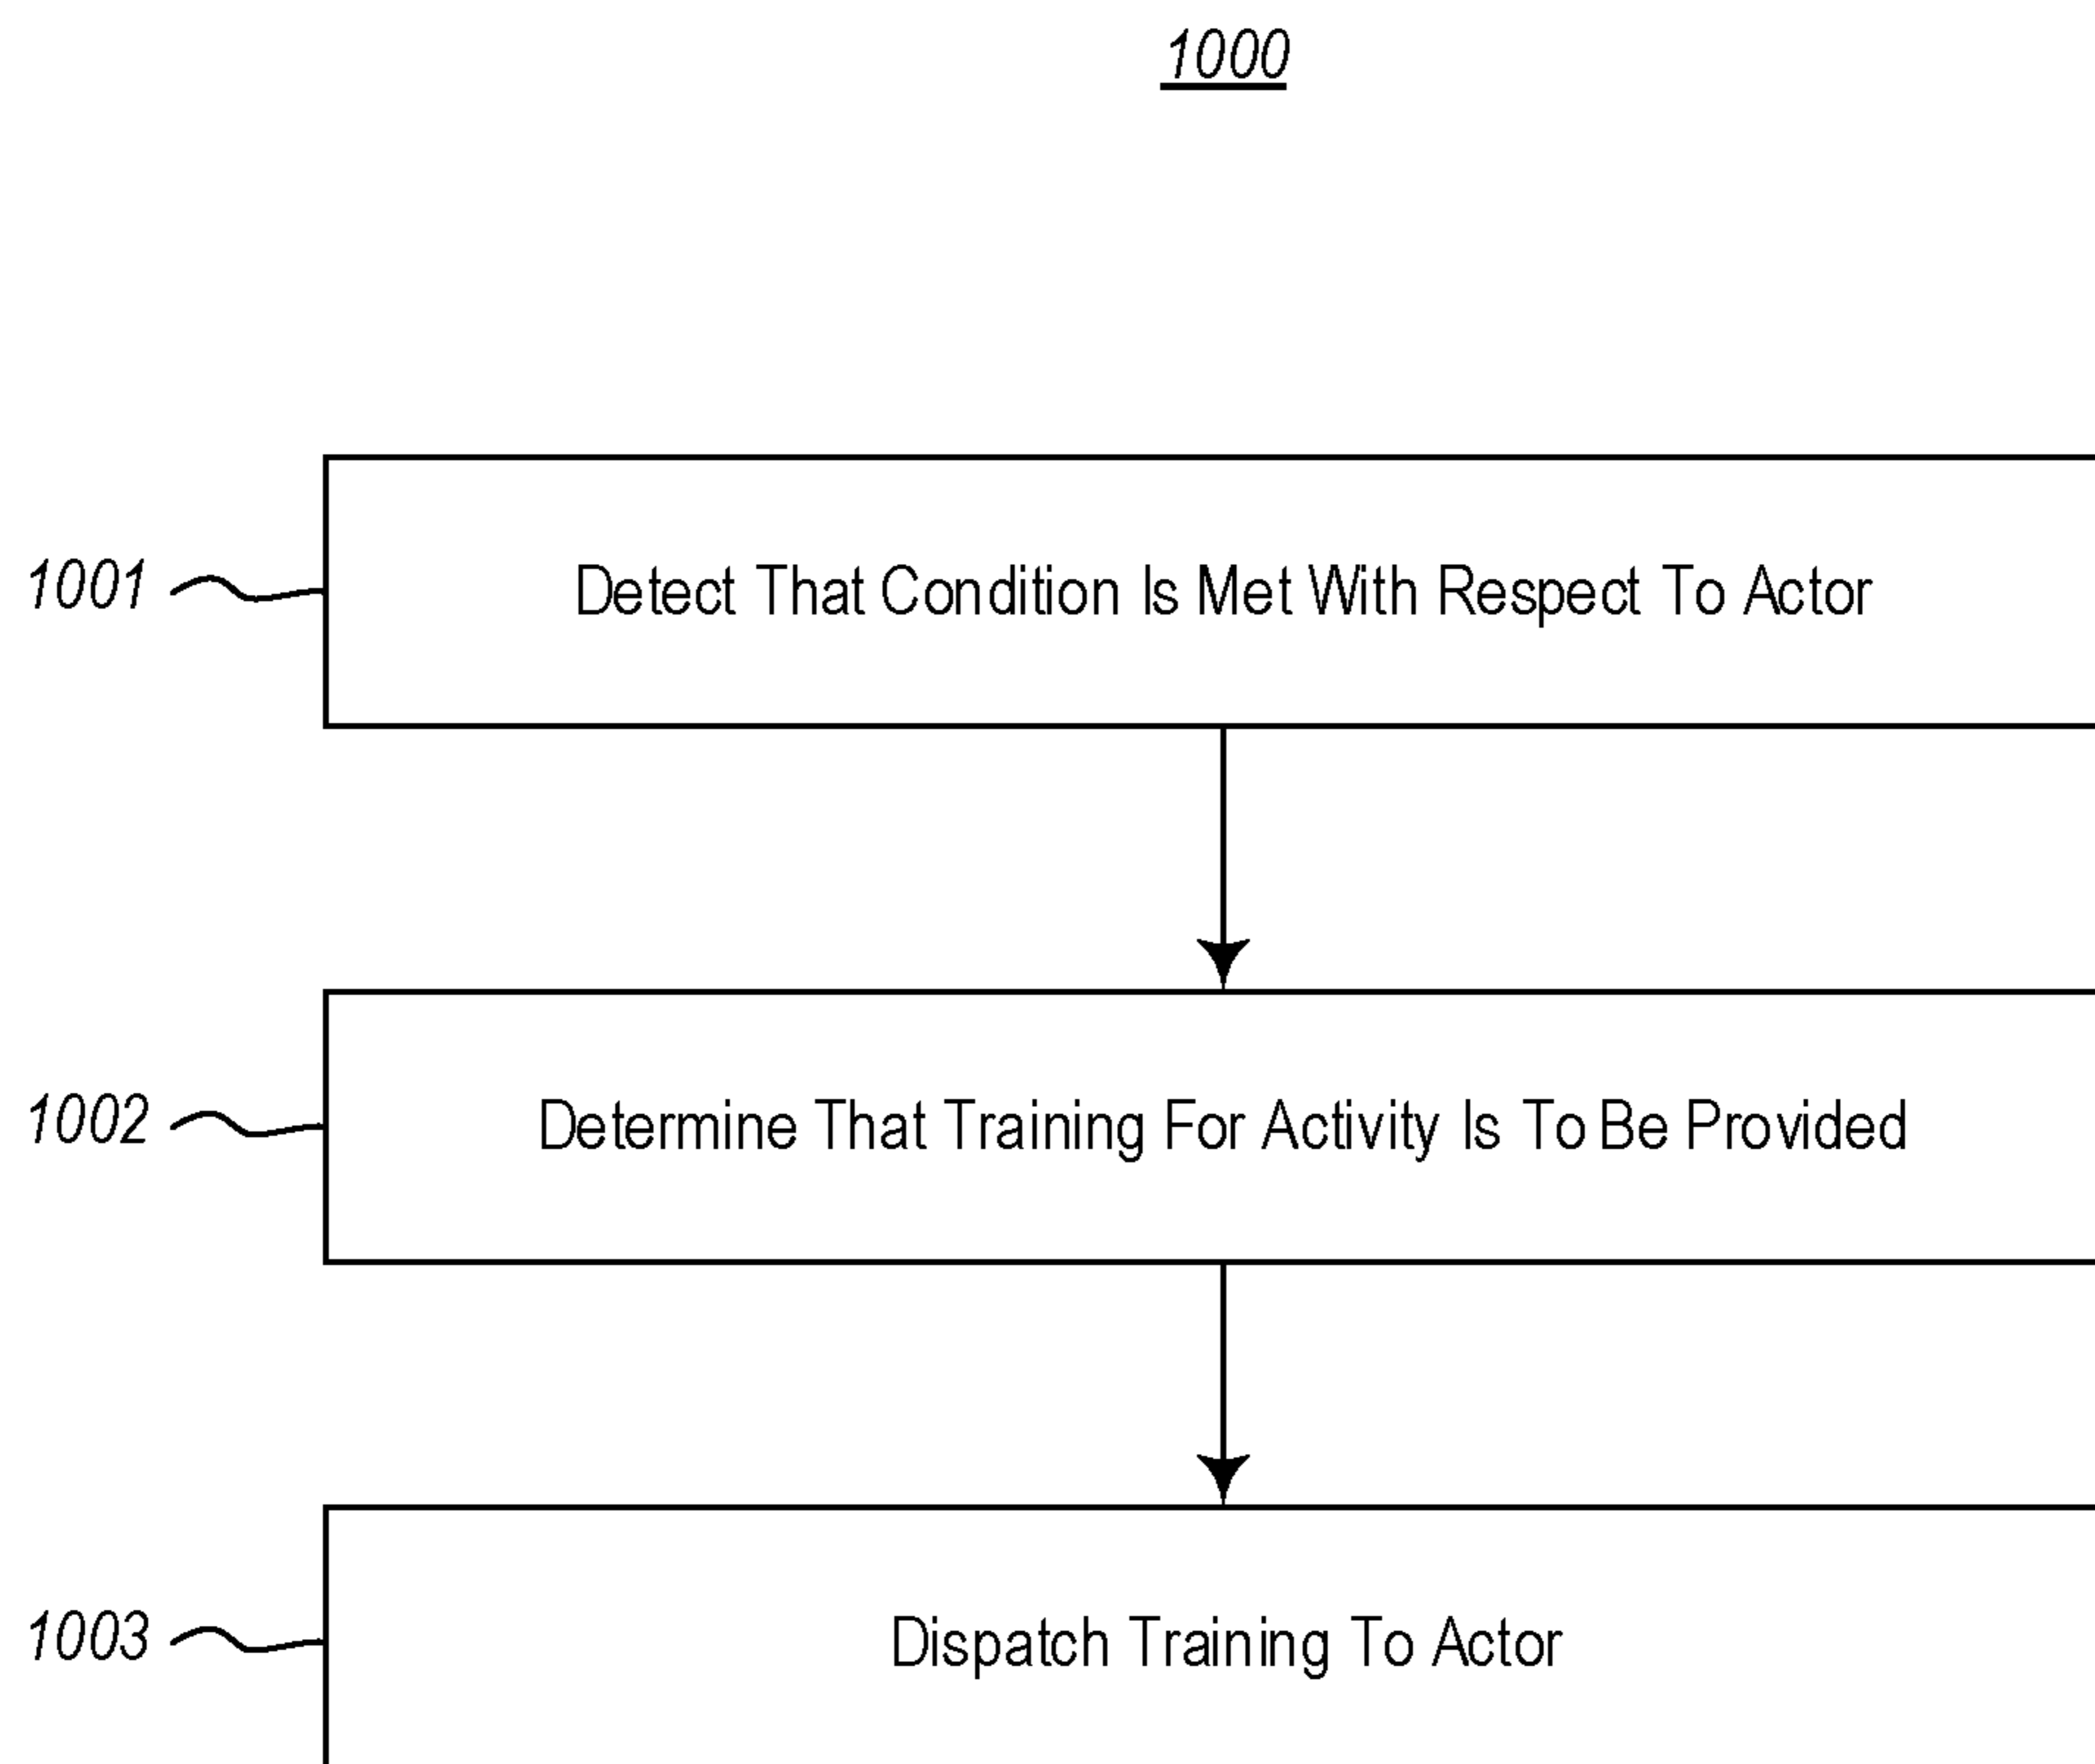 1000
1001 Detect That Condition Is Met With Respect To Actor
1002 Determine That Training For Activity Is To Be Provided
1003 Dispatch Training To Actor